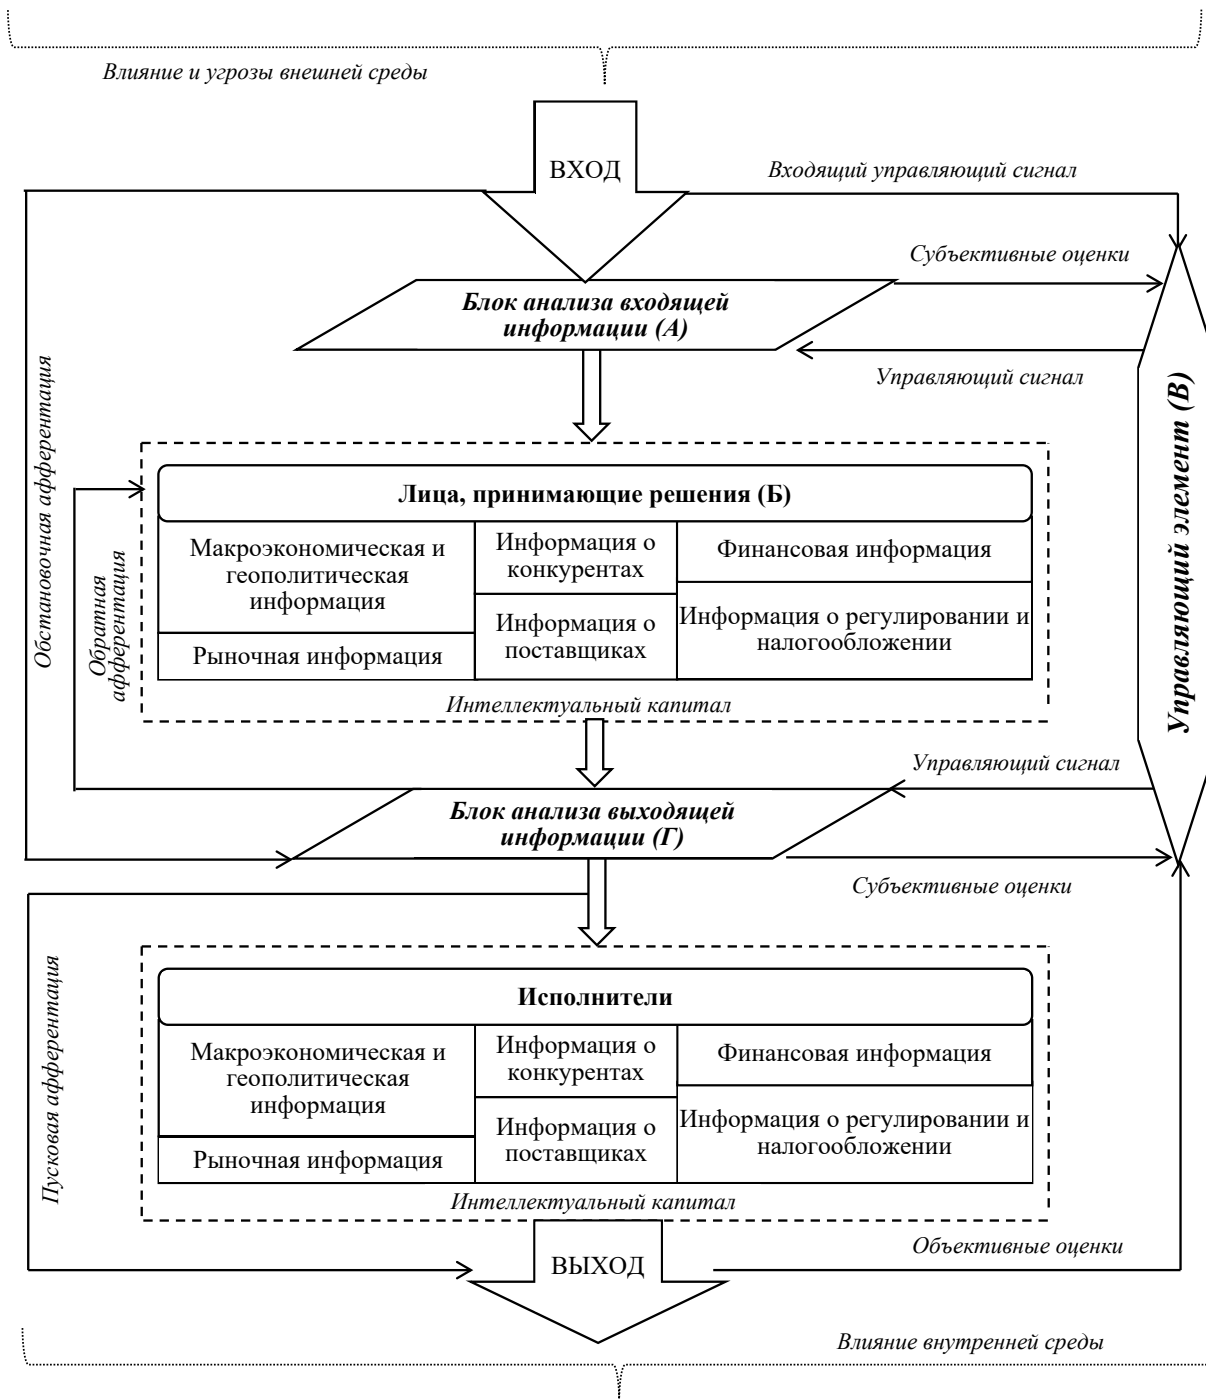 Влияние и угрозы внешней среды
ВХОД
Входящий управляющий сигнал
Субъективные оценки
Блок анализа входящей
информации (А)
Управляющий сигнал
Обстановочная афферентация
Управляющий элемент (В)
Лица, принимающие решения (Б)
Макроэкономическая и
геополитическая
информация
Рыночная информация
Информация о
конкурентах
Информация о
поставщиках
Финансовая информация
Информация о регулировании и
налогообложении
Интеллектуальный капитал
Обратная
афферентация
Управляющий сигнал
Блок анализа выходящей
информации (Г)
Субъективные оценки
Пусковая афферентация
Исполнители
Макроэкономическая и
геополитическая
информация
Рыночная информация
Информация о
конкурентах
Информация о
поставщиках
Финансовая информация
Информация о регулировании и
налогообложении
Интеллектуальный капитал
ВЫХОД
Объективные оценки
Влияние внутренней среды